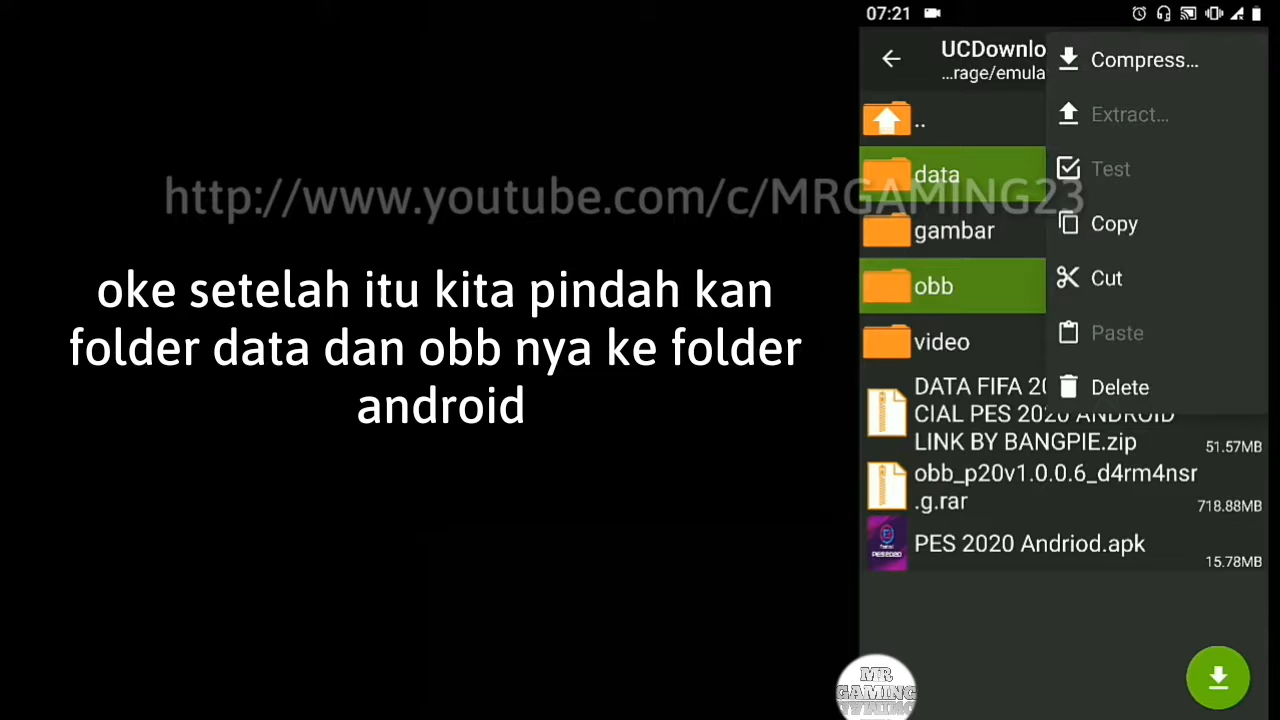 07:21
UCDownlo
...rage/emula
Compress...
..
Extract...
data
Test
http://www.youtube.com/c/MRGAMING23
gambar
Copy
obb
Cut
video
Paste
Delete
oke setelah itu kita pindah kan
folder data dan obb nya ke folder
android
DATA FIFA 20
CIAL PES 2020 ANDROID
LINK BY BANGPIE.zip
51.57MB
obb_p20v1.0.0.6_d4rm4nsr
.g.rar
718.88MB
PES 2020 Andriod.apk
15.78MB
PES2020
MR
GAMING